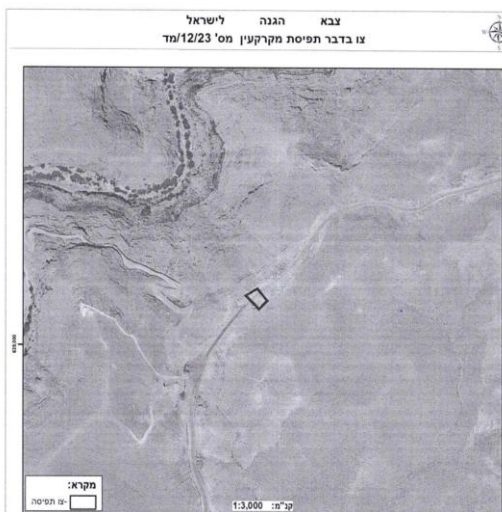 צבא הגנה לישראל
צו בדבר תפיסת מקרקעין מס' 12/23/מד
מקרא:
-צו תפיסה
קנ"מ: 1:3,000